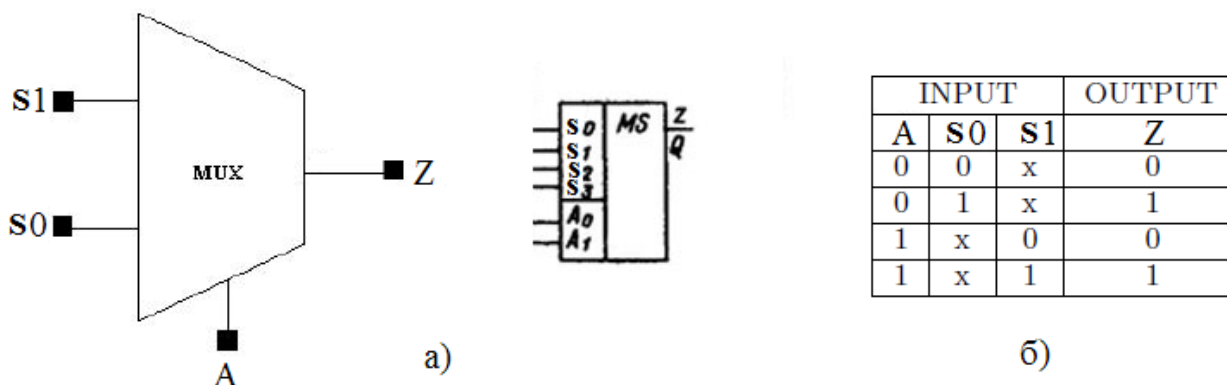 S1
S0
MUX
Z
A
а)
S0 MS Z
S1 Q
S2
S3
A0
A1
INPUT OUTPUT
A S0 S1 Z
0 0 x 0
0 1 x 1
1 x 0 0
1 x 1 1
б)